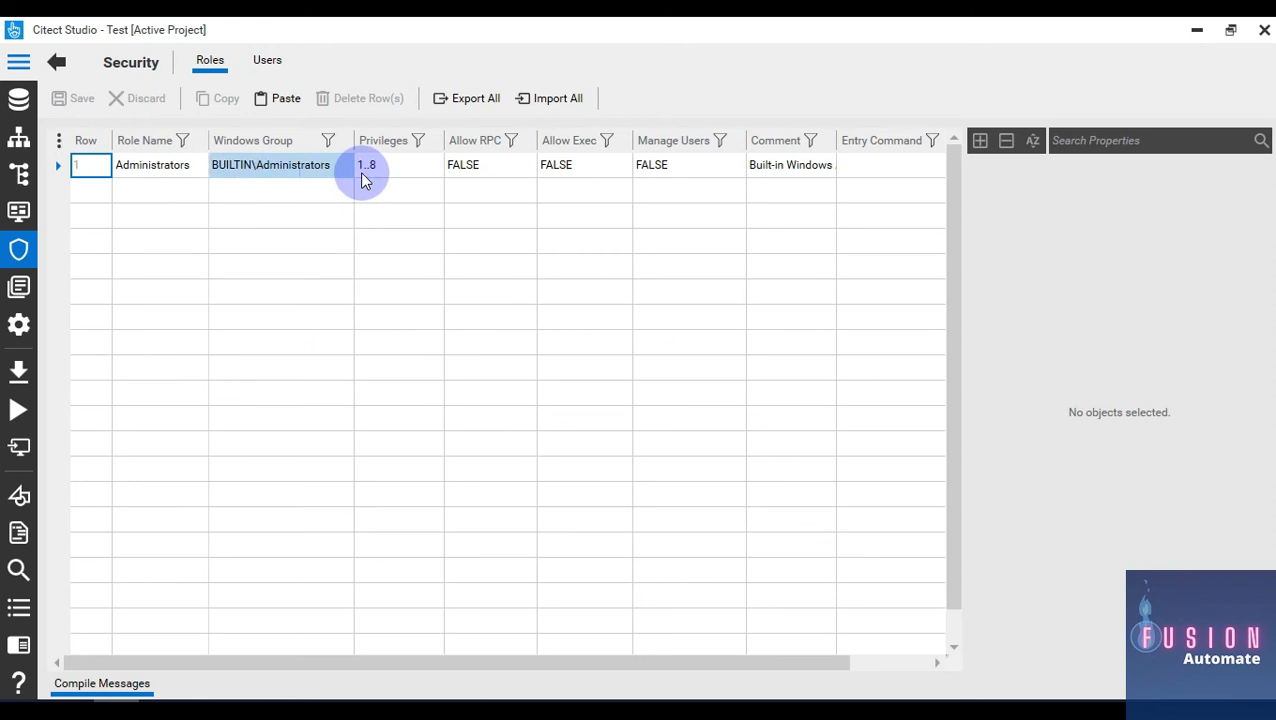 Citect Studio - Test [Active Project]
Security Roles Users
Save Discard Copy Paste Delete Row(s) Export All Import All
Row Role Name Windows Group Privileges Allow RPC Allow Exec Manage Users Comment Entry Command
1 Administrators BUILTIN\Administrators 1..8 FALSE FALSE FALSE Built-in Windows
Search Properties
No objects selected.
Compile Messages
FUSION
Automate